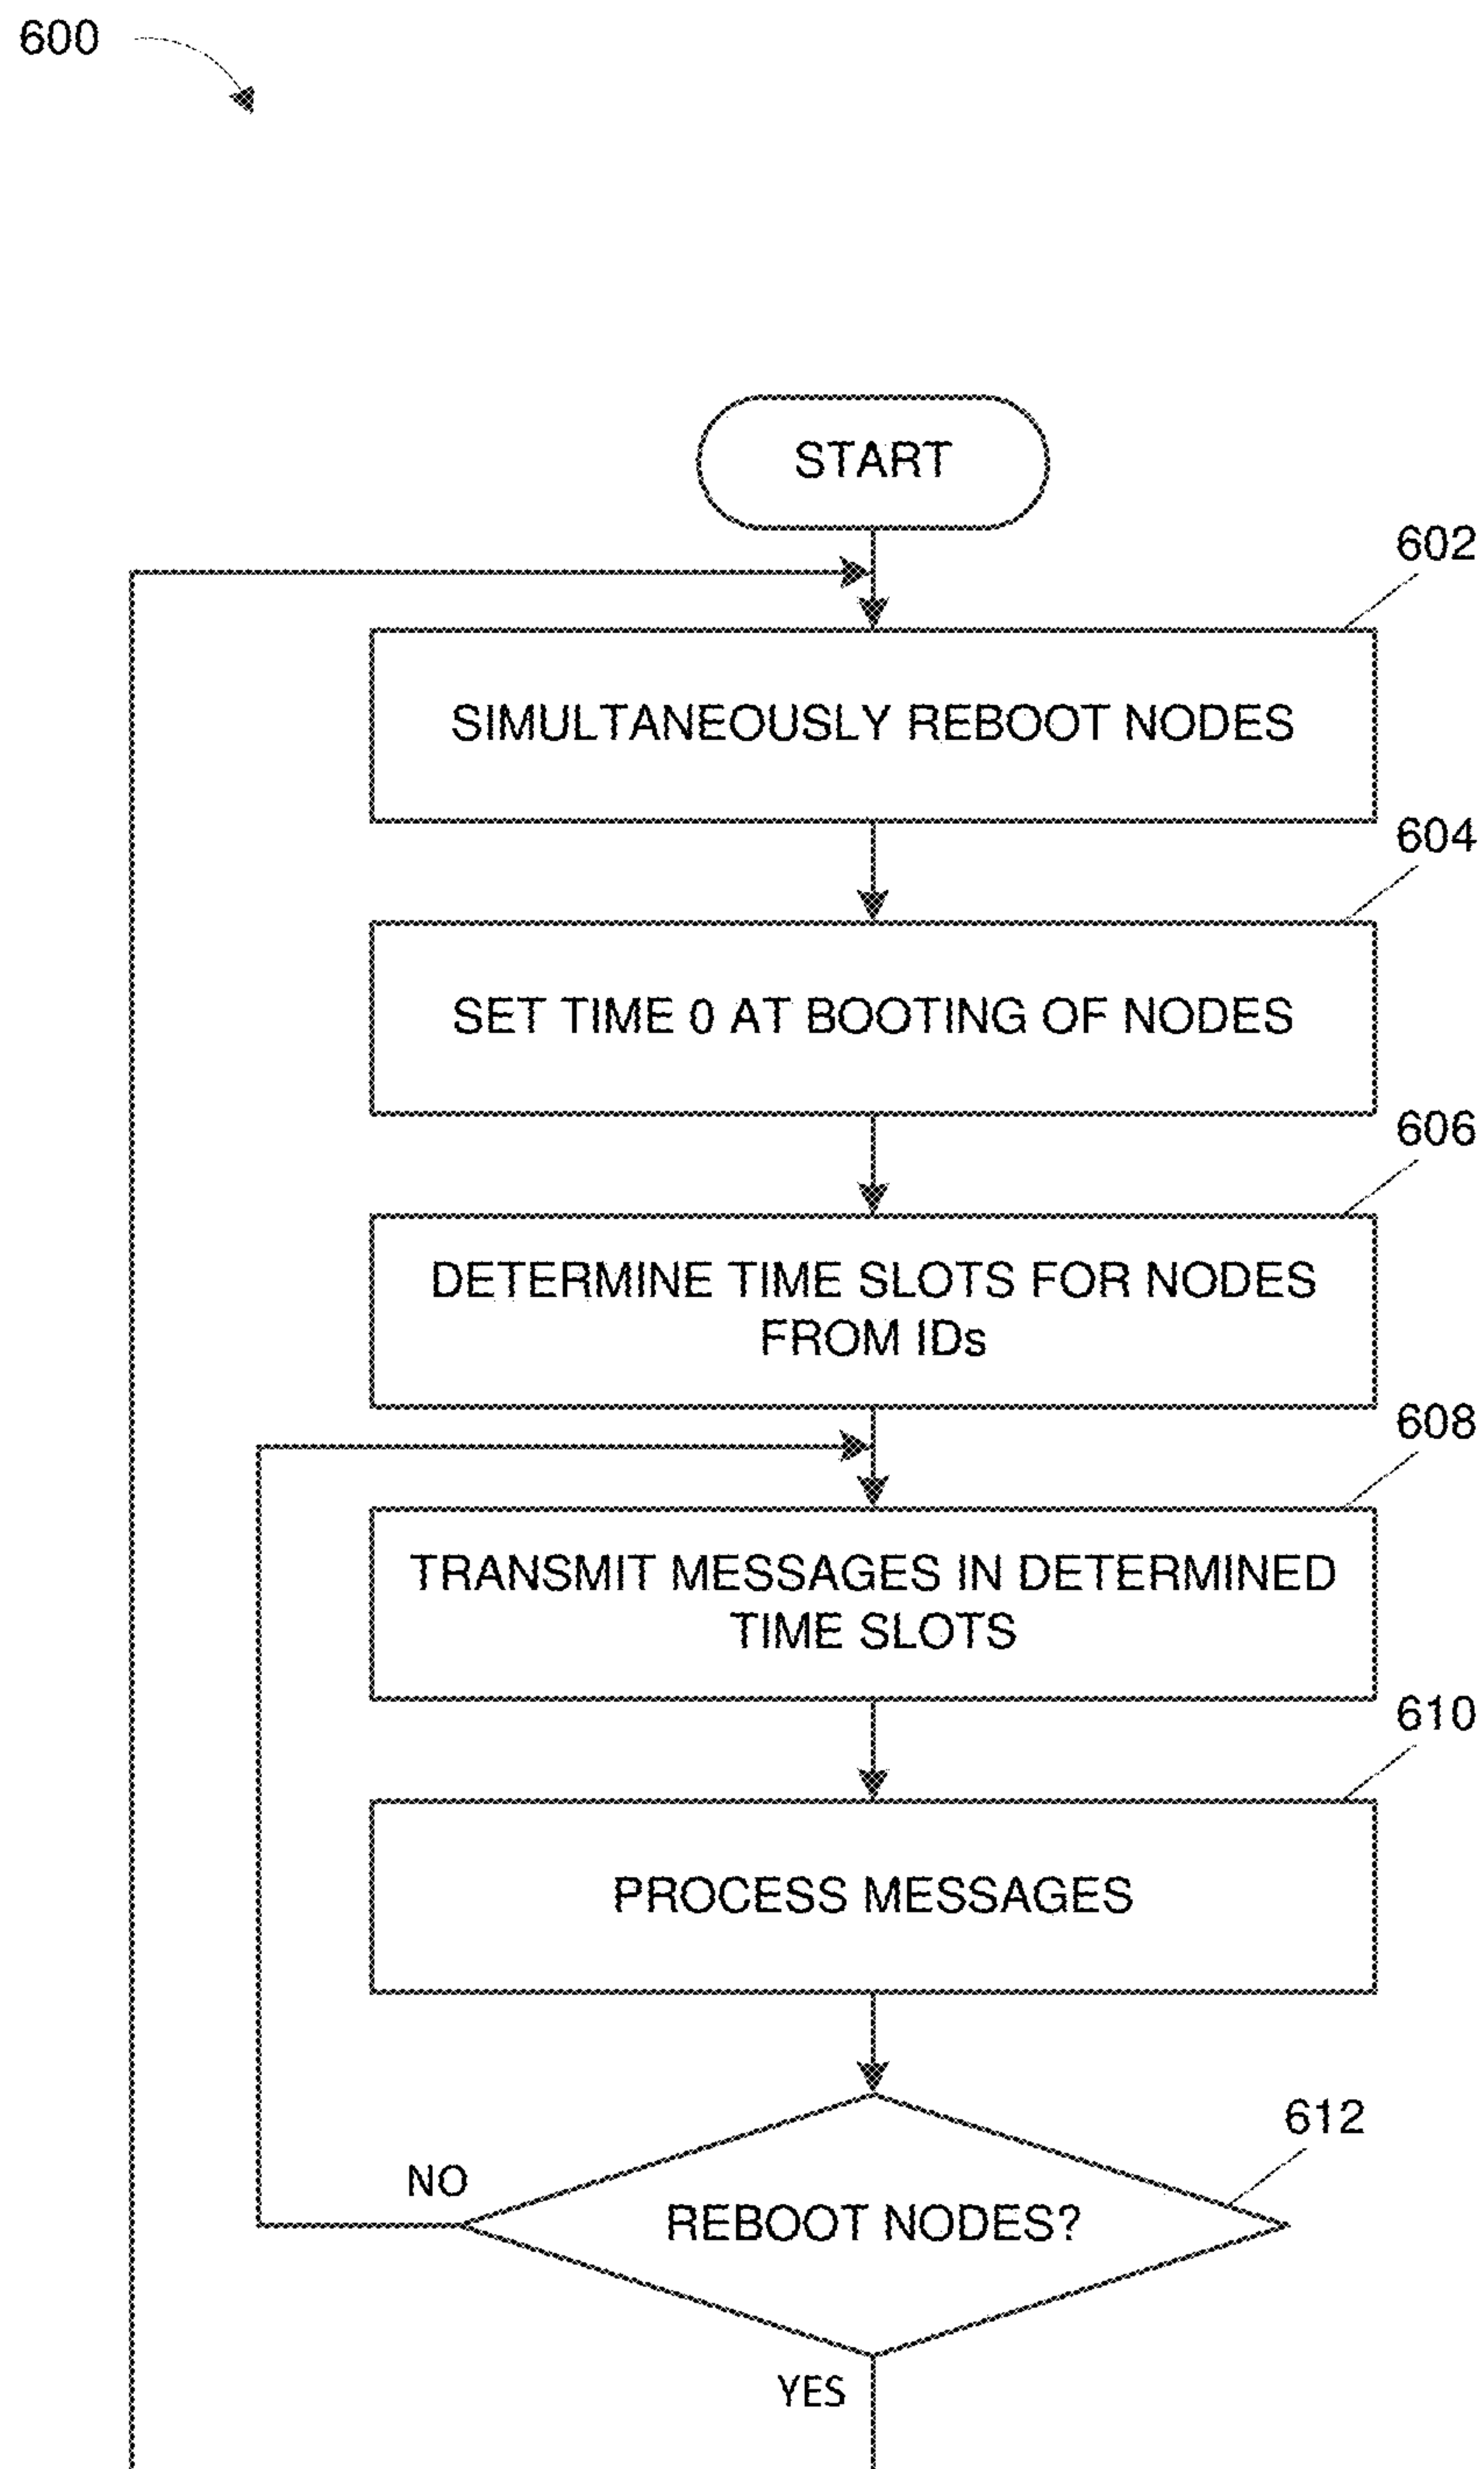 600
START
602
SIMULTANEOUSLY REBOOT NODES
604
SET TIME 0 AT BOOTING OF NODES
606
DETERMINE TIME SLOTS FOR NODES
FROM IDs
608
TRANSMIT MESSAGES IN DETERMINED
TIME SLOTS
610
PROCESS MESSAGES
612
NO
REBOOT NODES?
YES